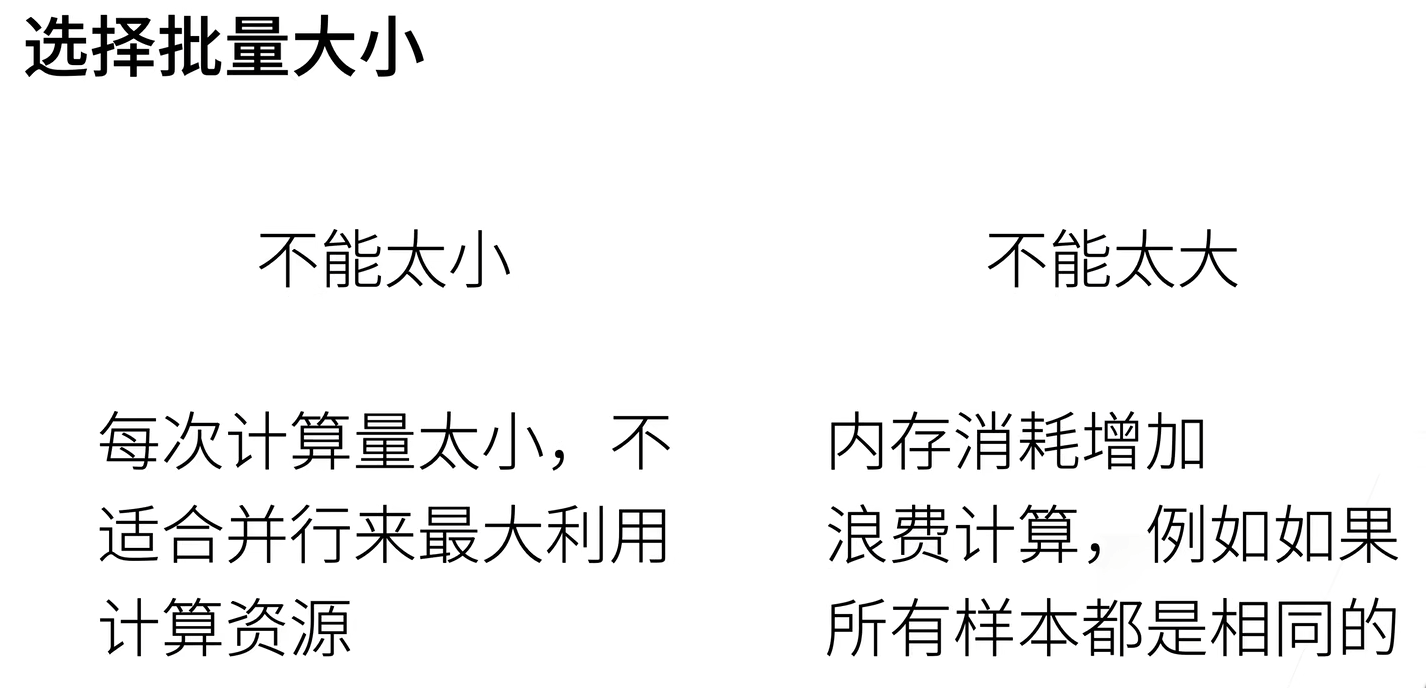 选择批量大小
不能太小
每次计算量太小，不
适合并行来最大利用
计算资源
不能太大
内存消耗增加
浪费计算，例如如果
所有样本都是相同的